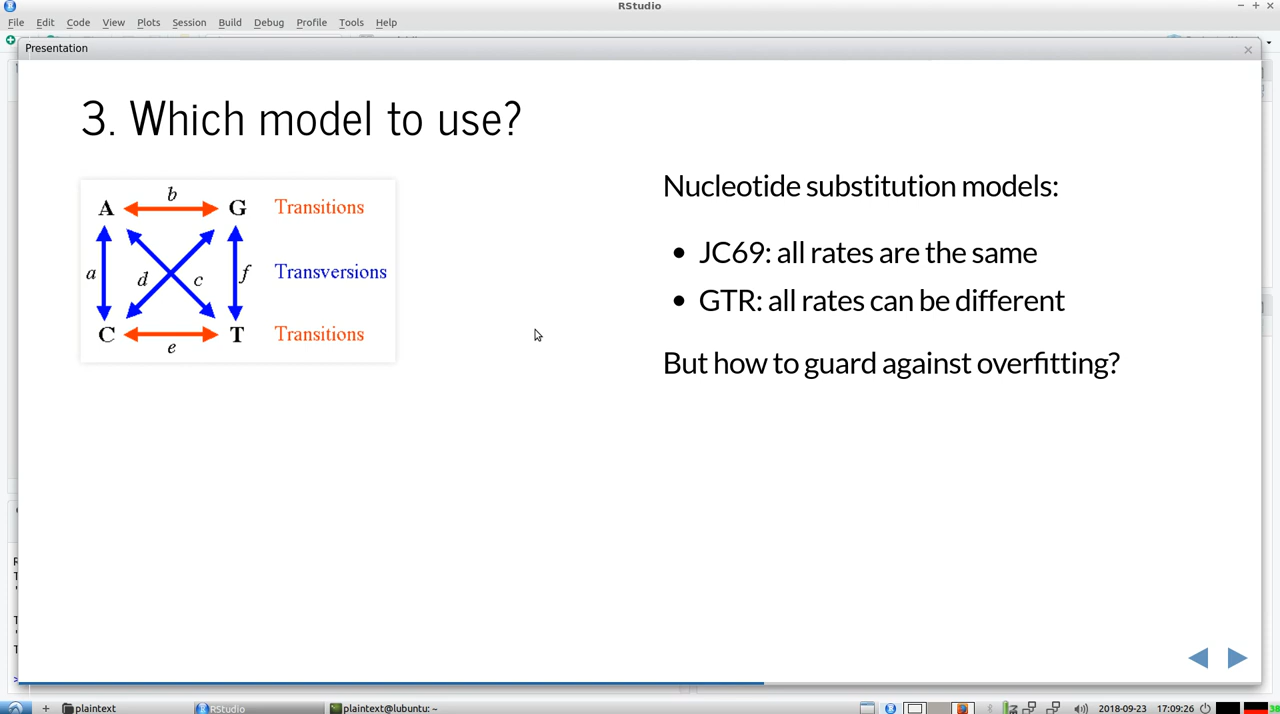 RStudio
File Edit Code View Plots Session Build Debug Profile Tools Help
Presentation
3. Which model to use?
b
A G Transitions
a d c f Transversions
C T Transitions
e
Nucleotide substitution models:
• JC69: all rates are the same
• GTR: all rates can be different
But how to guard against overfitting?
R
T
T
T
>
+ plaintext RStudio plaintext@lubuntu: ~ 2018-09-23 17:09:26 38